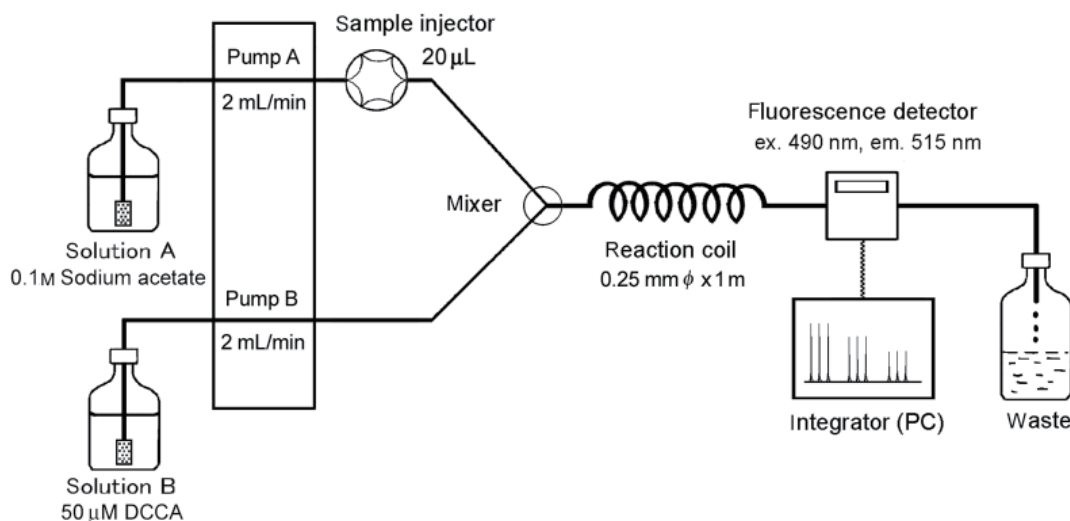 Sample injector
20 μL
Pump A
2 mL/min
Fluorescence detector
ex. 490 nm, em. 515 nm
Mixer
Solution A
0.1M Sodium acetate
Reaction coil
0.25 mm ϕ x 1 m
Pump B
2 mL/min
Integrator (PC)
Waste
Solution B
50 μM DCCA